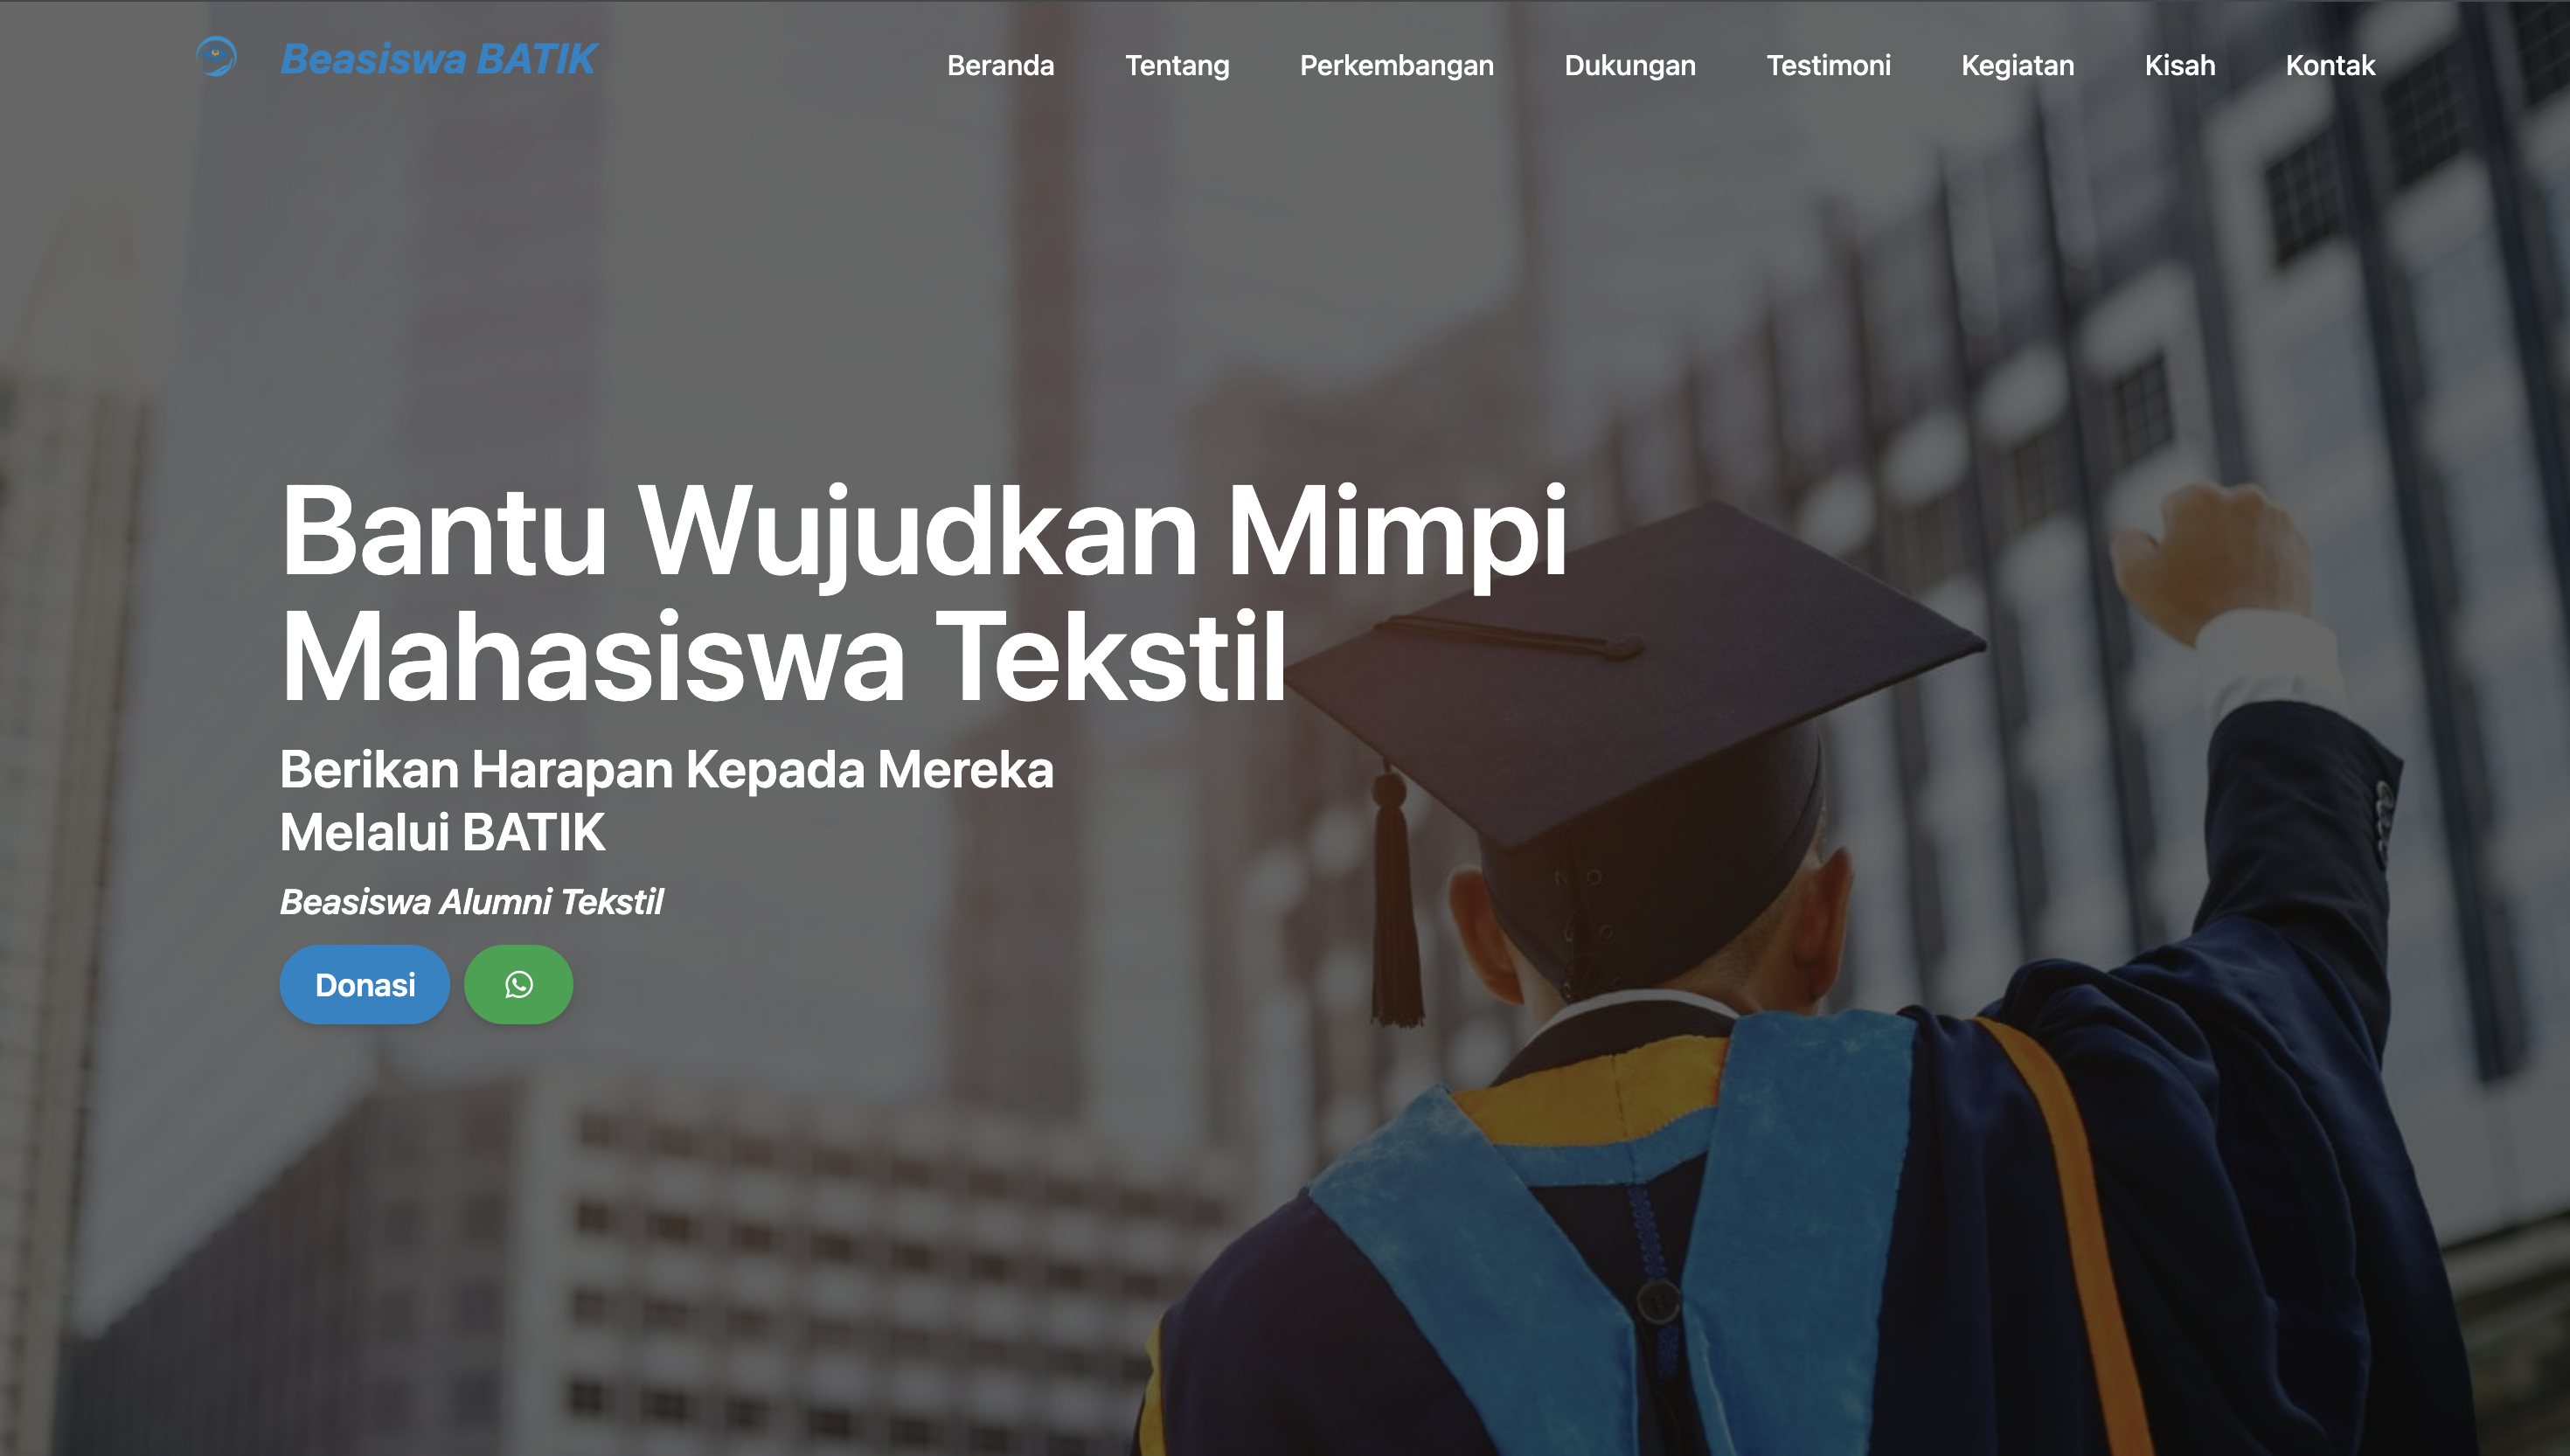 Beasiswa BATIK
Beranda Tentang Perkembangan Dukungan Testimoni Kegiatan Kisah Kontak
Bantu Wujudkan Mimpi
Mahasiswa Tekstil
Berikan Harapan Kepada Mereka
Melalui BATIK
Beasiswa Alumni Tekstil
Donasi